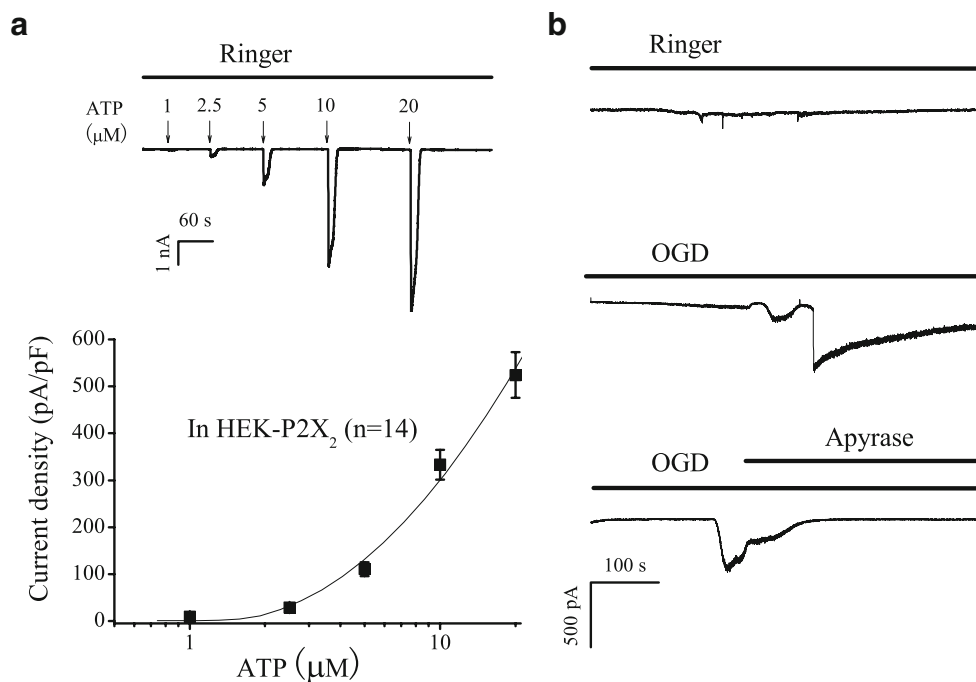 a
Ringer
ATP 1 2.5 5 10 20
(μM)
60 s
1 nA
600
500
400
300
200
100
0
Current density (pA/pF)
In HEK-P2X₂ (n=14)
1 10
ATP (μM)
b
Ringer
OGD
Apyrase
OGD
100 s
500 pA